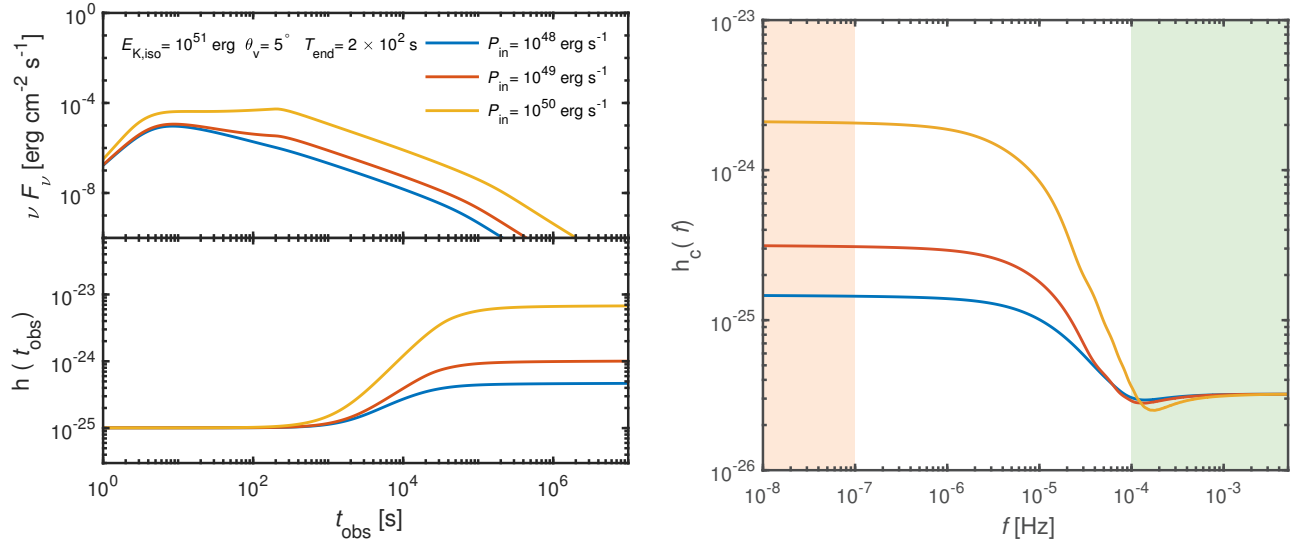 10^0
10^-4
10^-8
ν F_ν [erg cm^-2 s^-1]
E_K,iso = 10^51 erg θ_v = 5° T_end = 2 × 10^2 s
P_in = 10^48 erg s^-1
P_in = 10^49 erg s^-1
P_in = 10^50 erg s^-1
10^-23
10^-24
10^-25
h (t_obs)
10^0 10^2 10^4 10^6
t_obs [s]
10^-23
10^-24
10^-25
10^-26
h_c(f)
10^-8 10^-7 10^-6 10^-5 10^-4 10^-3
f [Hz]